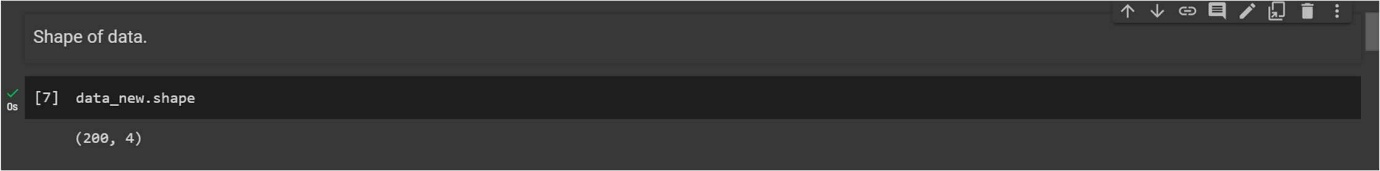 Shape of data.
0s
[7] data_new.shape
(200, 4)